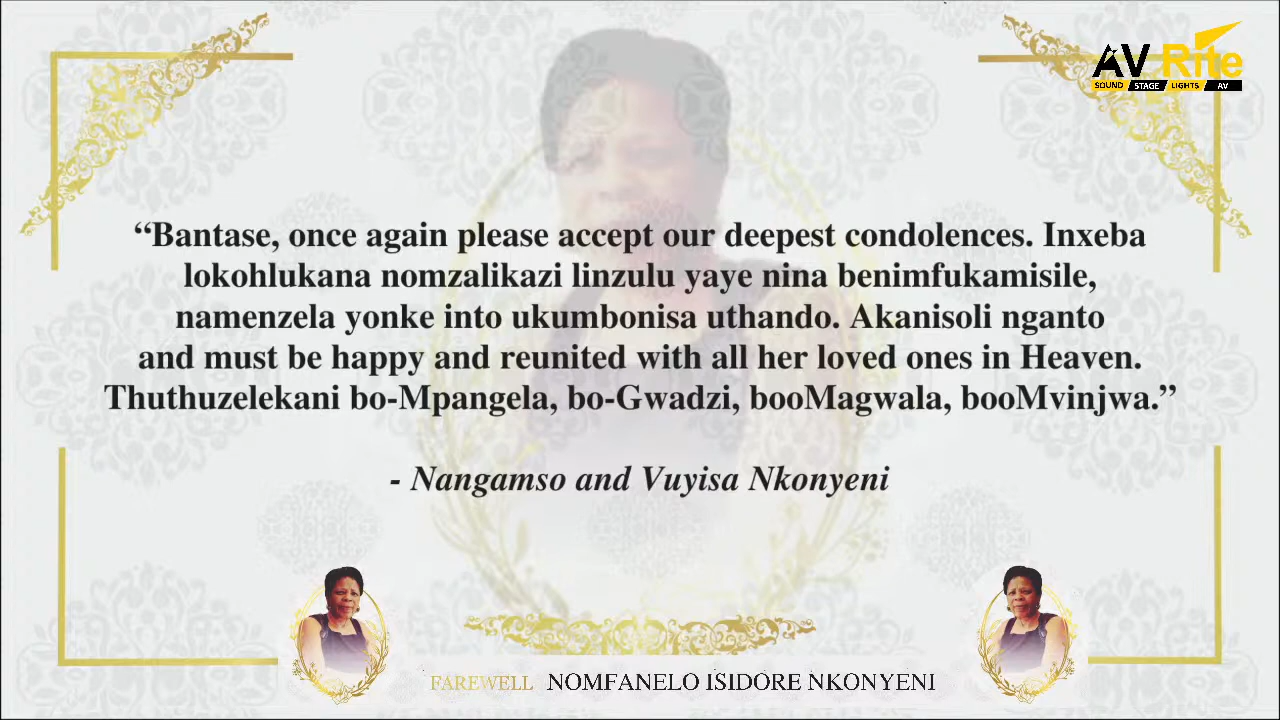 AV Rite
SOUND STAGE LIGHTS AV
“Bantase, once again please accept our deepest condolences. Inxeba
lokohlukana nomzalikazi linzulu yaye nina benimfukamisile,
namenzela yonke into ukumbonisa uthando. Akanisoli nganto
and must be happy and reunited with all her loved ones in Heaven.
Thuthuzelekani bo-Mpangela, bo-Gwadzi, booMagwala, booMvinjwa.”
- Nangamso and Vuyisa Nkonyeni
FAREWELL NOMFANELO ISIDORE NKONYENI